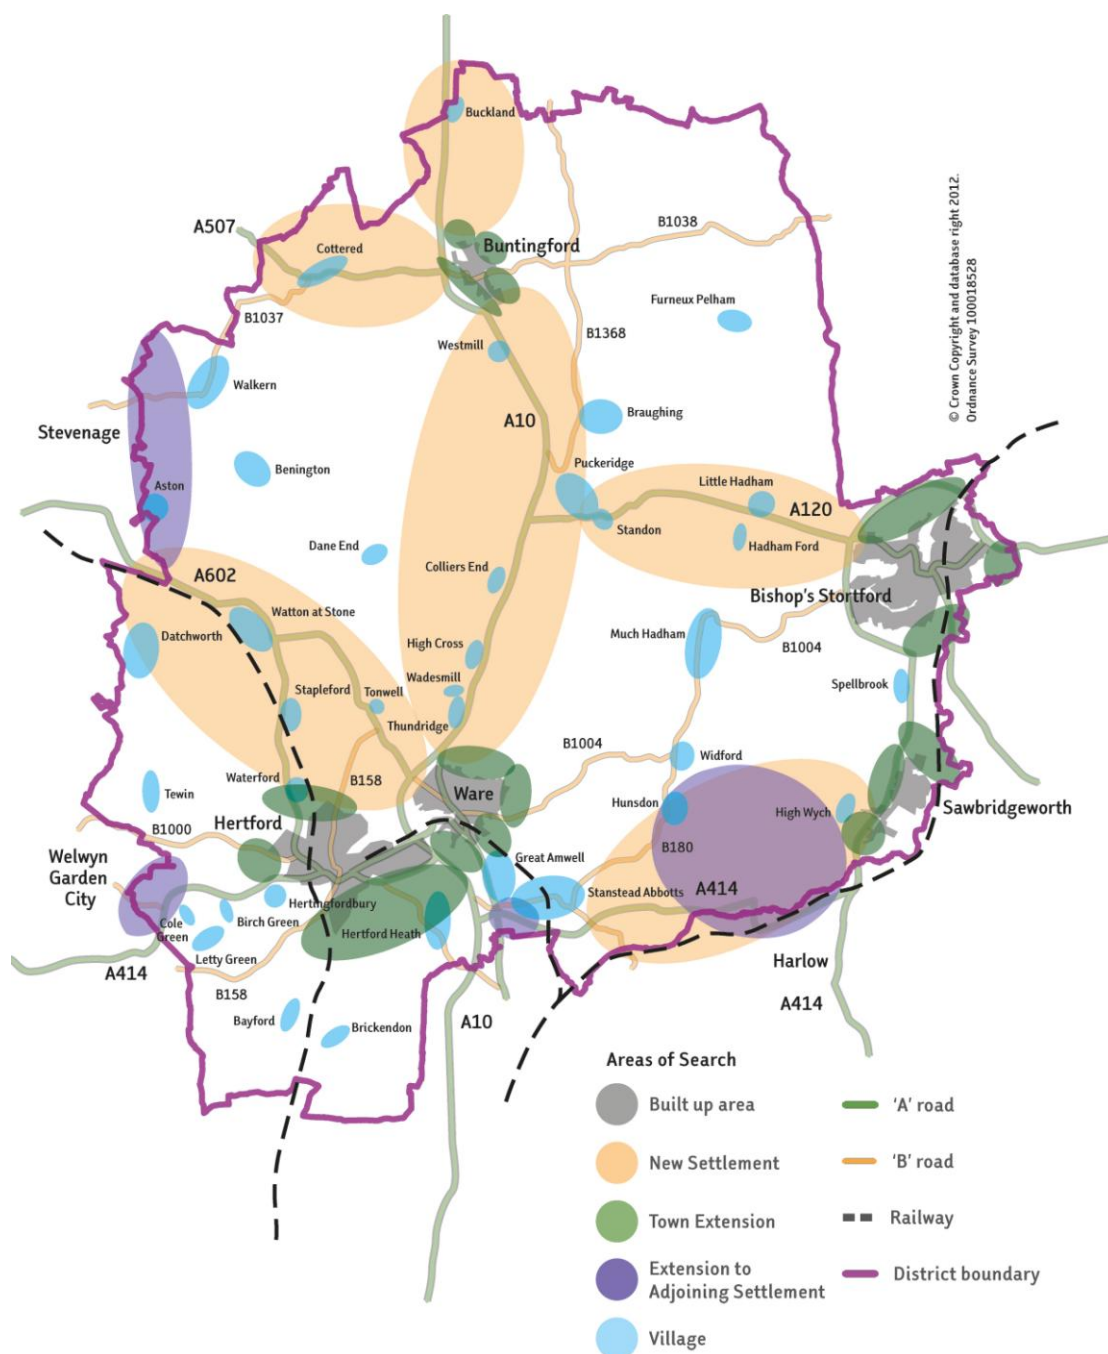 Buckland
A507
B1038
Cottered
Buntingford
© Crown Copyright and database right 2012.
Ordnance Survey 100018528
Furneux Pelham
B1037
B1368
Westmill
Walkern
A10
Braughing
Stevenage
Benington
Puckeridge
Aston
Little Hadham
A120
Standon
Dane End
Hadham Ford
Colliers End
A602
Bishop's Stortford
Watton at Stone
Datchworth
Much Hadham
B1004
High Cross
Wadesmill
Spellbrook
Stapleford
Tonwell
Thundridge
B1004
Widford
Waterford
B158
Ware
Tewin
Hunsdon
High Wych
Sawbridgeworth
B1000
Hertford
B180
Welwyn
Garden
City
Great Amwell
Stanstead Abbotts
A414
Hertingfordbury
Cole
Green
Birch Green
Hertford Heath
Letty Green
A414
Harlow
B158
A414
Bayford
A10
Brickendon
Areas of Search
Built up area
'A' road
New Settlement
'B' road
Town Extension
Railway
Extension to
Adjoining Settlement
District boundary
Village